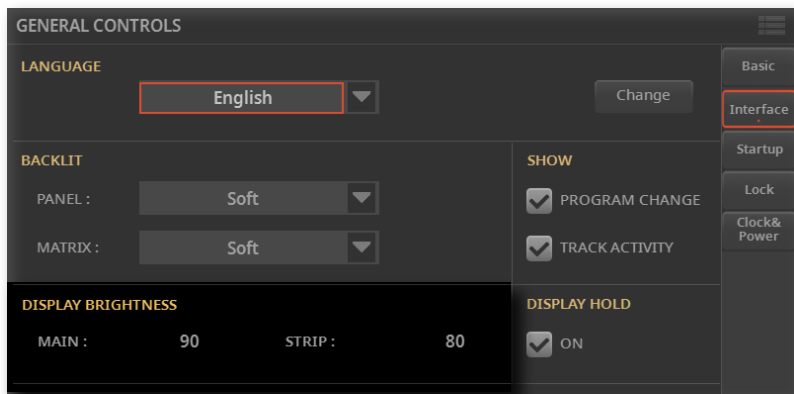 GENERAL CONTROLS
LANGUAGE
English
Change
BACKLIT
PANEL :
Soft
MATRIX :
Soft
SHOW
PROGRAM CHANGE
TRACK ACTIVITY
DISPLAY BRIGHTNESS
MAIN :
90
STRIP :
80
DISPLAY HOLD
ON
Basic
Interface
Startup
Lock
Clock&
Power